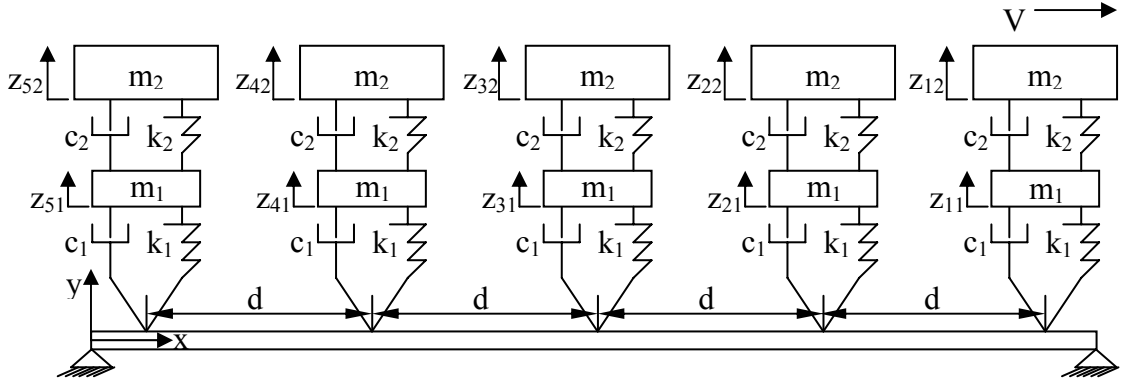 V
z₅₂ m₂ z₄₂ m₂ z₃₂ m₂ z₂₂ m₂ z₁₂ m₂
c₂ k₂ c₂ k₂ c₂ k₂ c₂ k₂ c₂ k₂
z₅₁ m₁ z₄₁ m₁ z₃₁ m₁ z₂₁ m₁ z₁₁ m₁
c₁ k₁ c₁ k₁ c₁ k₁ c₁ k₁ c₁ k₁
y d d d d
x